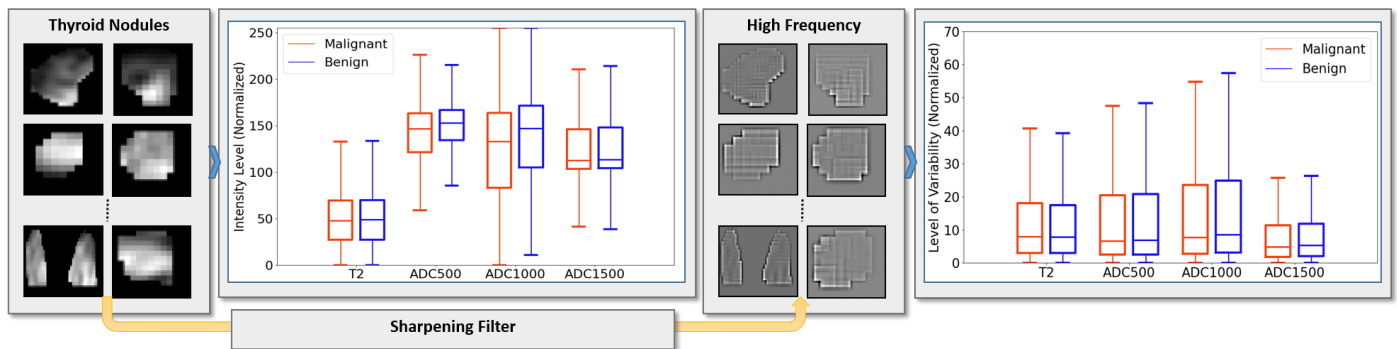 Thyroid Nodules
Intensity Level (Normalized)
250
200
150
100
50
0
Malignant
Benign
T2
ADC500
ADC1000
ADC1500
High Frequency
Level of Variability (Normalized)
70
60
50
40
30
20
10
0
Malignant
Benign
T2
ADC500
ADC1000
ADC1500
Sharpening Filter